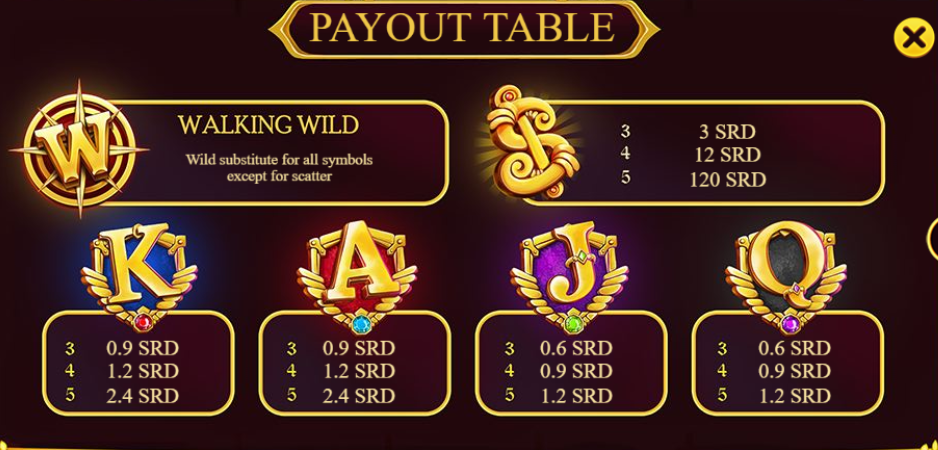 PAYOUT TABLE
W
WALKING WILD
Wild substitute for all symbols
except for scatter
$
3 3 SRD
4 12 SRD
5 120 SRD
K
3 0.9 SRD
4 1.2 SRD
5 2.4 SRD
A
3 0.9 SRD
4 1.2 SRD
5 2.4 SRD
J
3 0.6 SRD
4 0.9 SRD
5 1.2 SRD
Q
3 0.6 SRD
4 0.9 SRD
5 1.2 SRD